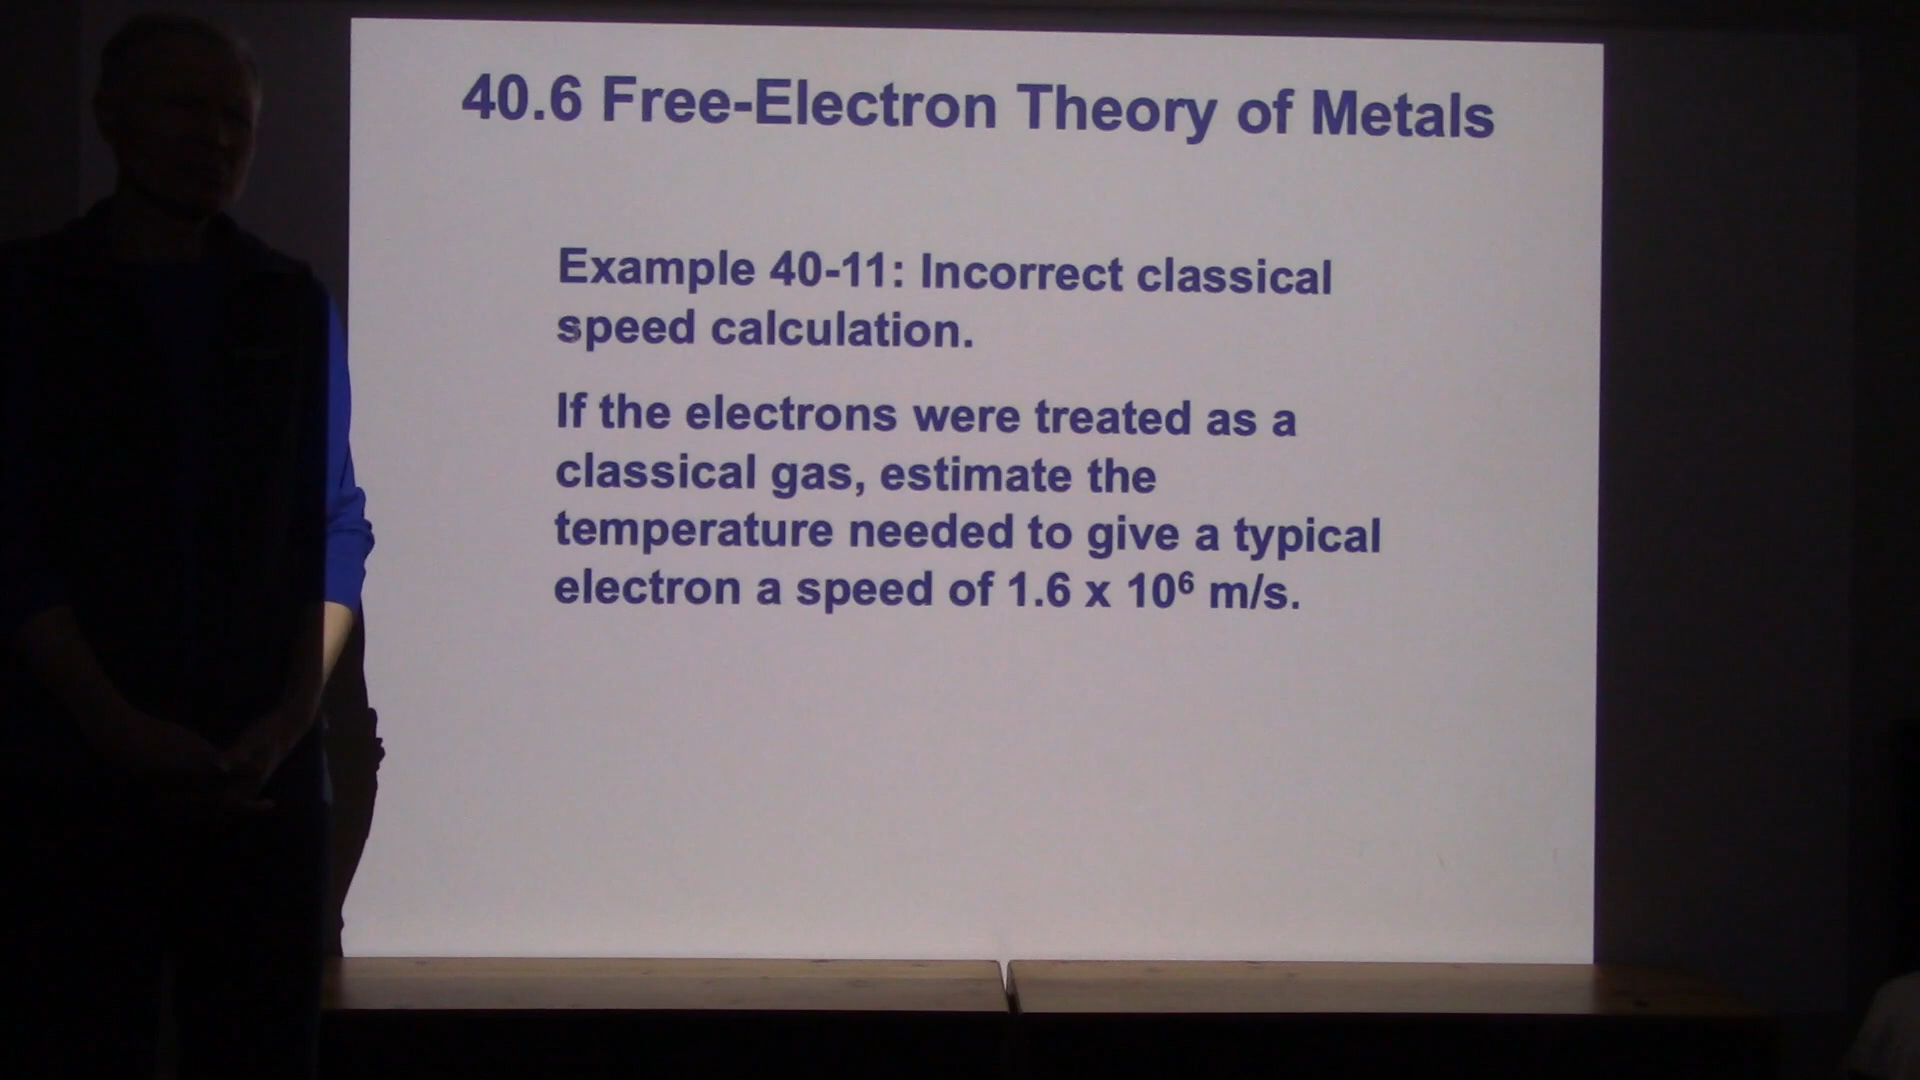 40.6 Free-Electron Theory of Metals
Example 40-11: Incorrect classical
speed calculation.
If the electrons were treated as a
classical gas, estimate the
temperature needed to give a typical
electron a speed of 1.6 x 10⁶ m/s.